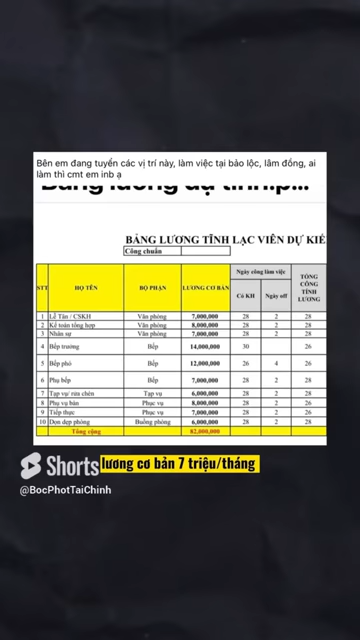 Bên em đang tuyển các vị trí này, làm việc tại bảo lộc, lâm đồng, ai
làm thì cmt em inb ạ
Bảng lương dự tính.p...
BẢNG LƯƠNG TĨNH LẠC VIÊN DỰ KIẾ
Công chuẩn
STT HỌ TÊN BỘ PHẬN LƯƠNG CƠ BẢN Ngày công làm việc TỔNG CÔNG TÍNH LƯƠNG
Có KH Ngày off
1 Lễ Tân / CSKH Văn phòng 7,000,000 28 2 28
2 Kế toán tổng hợp Văn phòng 8,000,000 28 2 28
3 Nhân sự Văn phòng 7,000,000 28 2 28
4 Bếp trưởng Bếp 14,000,000 30 26
5 Bếp phó Bếp 12,000,000 26 4 26
6 Phụ bếp Bếp 7,000,000 28 2 28
7 Tạp vụ/ rửa chén Tạp vụ 6,000,000 28 2 28
8 Phụ vụ bàn Phục vụ 8,000,000 28 2 26
9 Tiếp thực Phục vụ 7,000,000 28 2 26
10 Dọn dẹp phòng Buồng phòng 6,000,000 28 2 28
Tổng cộng 82,000,000
Shorts lương cơ bản 7 triệu/tháng
@BocPhotTaiChinh